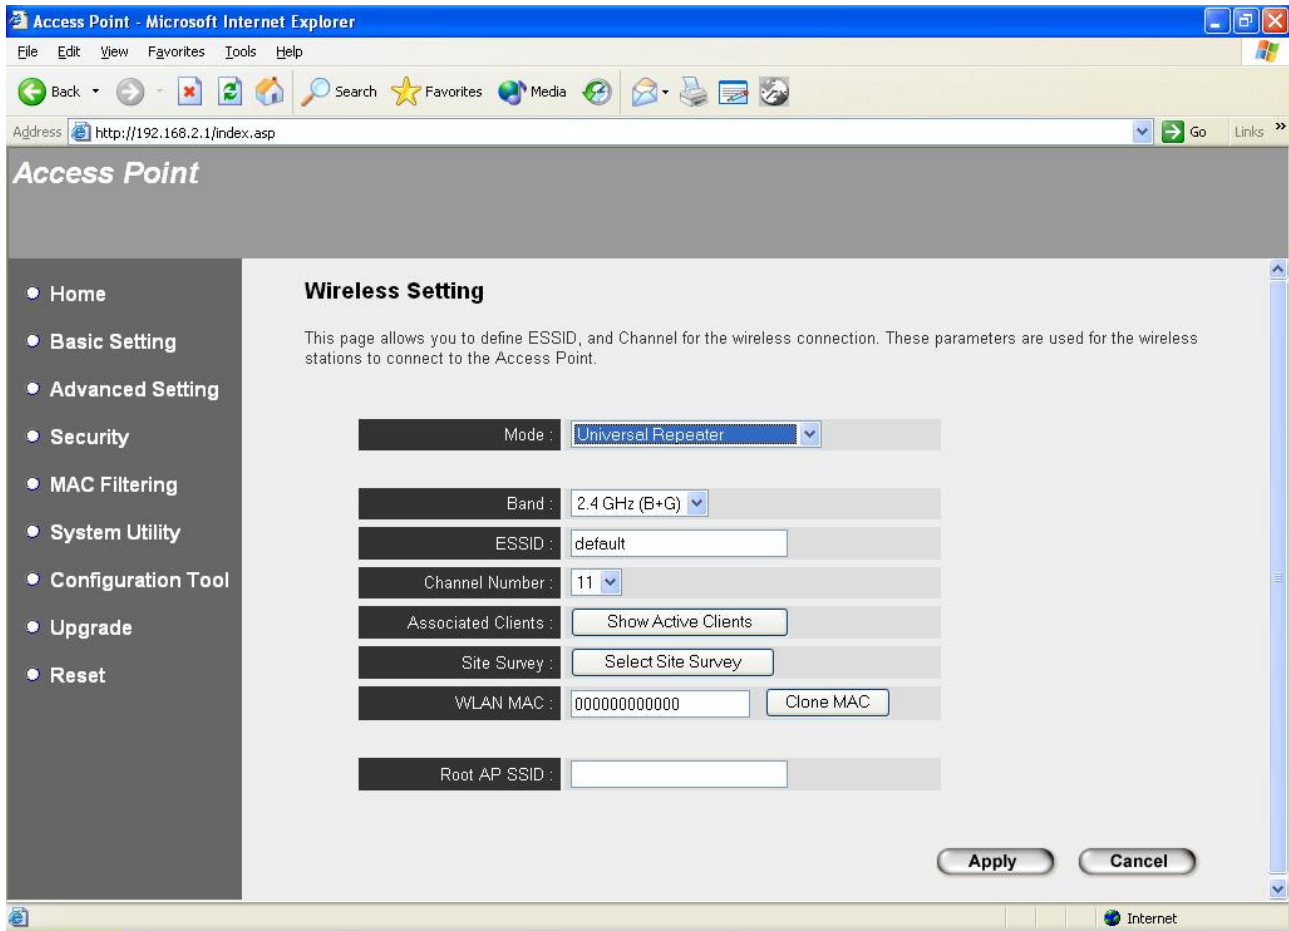 Access Point - Microsoft Internet Explorer
File Edit View Favorites Tools Help
Back Search Favorites Media
Address http://192.168.2.1/index.asp Go Links »
Access Point
Home
Basic Setting
Advanced Setting
Security
MAC Filtering
System Utility
Configuration Tool
Upgrade
Reset
Wireless Setting
This page allows you to define ESSID, and Channel for the wireless connection. These parameters are used for the wireless
stations to connect to the Access Point.
Mode : Universal Repeater
Band : 2.4 GHz (B+G)
ESSID : default
Channel Number : 11
Associated Clients : Show Active Clients
Site Survey : Select Site Survey
WLAN MAC : 000000000000 Clone MAC
Root AP SSID :
Apply Cancel
Internet